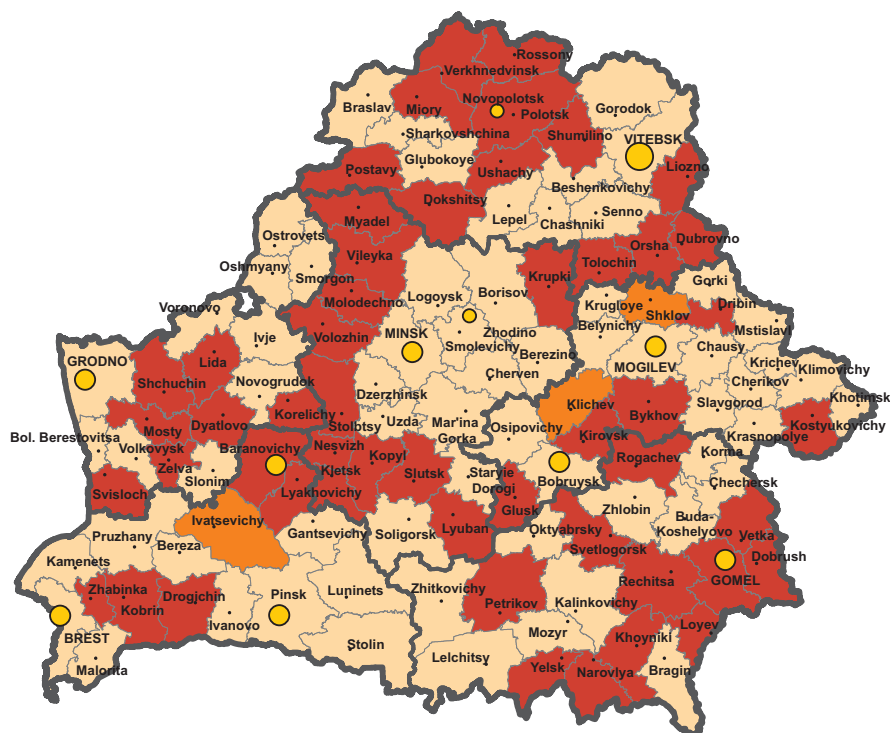 Rossony
Verkhnedvinsk
Braslav
Miory
Novopolotsk
Polotsk
Gorodok
Sharkovshchina
Shumilino
VITEBSK
Glubokoye
Postavy
Ushachy
Liozno
Beshenkovichy
Dokshitsy
Lepel
Senno
Chashniki
Myadel
Ostrovets
Orsha
Dubrovno
Vileyka
Tolochin
Oshmyany
Smorgon
Krupki
Gorki
Molodechno
Logoysk
Borisov
Krugloye
Dribin
Voronovo
Shklov
Mstislavl
Volozhin
MINSK
Zhodino
Belynichy
Ivje
Smolevichy
Chausy
GRODNO
Lida
Berezino
MOGILEV
Krichev
Klimovichy
Cherven
Shchuchin
Novogrudok
Dzerzhinsk
Cherikov
Klichev
Khotimsk
Korelichy
Slavgorod
Stolbtsy
Uzda
Mar'ina
Gorka
Bykhov
Kostyukovichy
Dyatlovo
Osipovichy
Krasnopolye
Mosty
Bol. Berestovitsa
Kirovsk
Baranovichy
Nesvizh
Volkovysk
Kopyl
Rogachev
Korma
Zelva
Kletsk
Slutsk
Staryie
Dorogi
Bobruysk
Slonim
Chechersk
Svisloch
Lyakhovichy
Glusk
Zhlobin
Ivatsevichy
Lyuban
Buda-
Koshelyovo
Gantsevichy
Soligorsk
Oktyabrsky
Vetka
Pruzhany
Bereza
Svetlogorsk
Dobrush
Kamenets
Rechitsa
GOMEL
Zhabinka
Drogjchin
Pinsk
Luninets
Zhitkovichy
Kobrin
Petrikov
Kalinkovichy
Ivanovo
Loyev
BREST
Mozyr
Khoyniki
Stolin
Lelchitsy
Malorita
Yelsk
Narovlya
Bragin